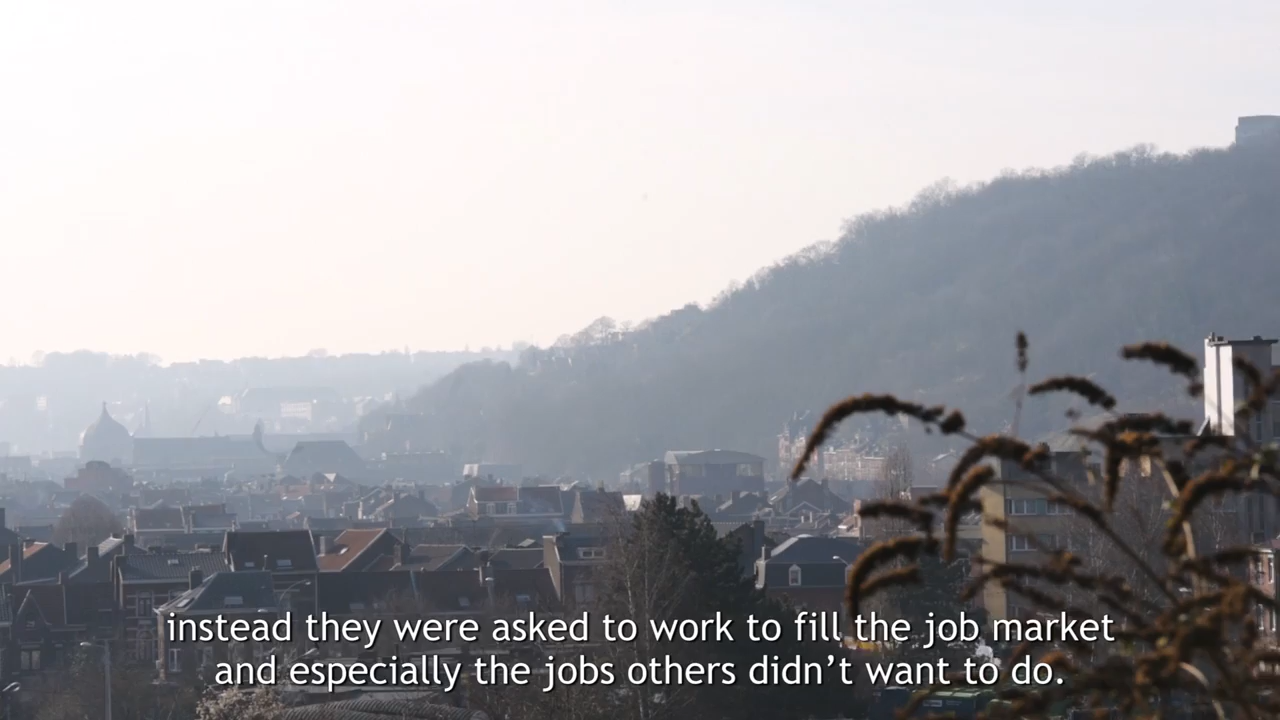 instead they were asked to work to fill the job market
and especially the jobs others didn’t want to do.